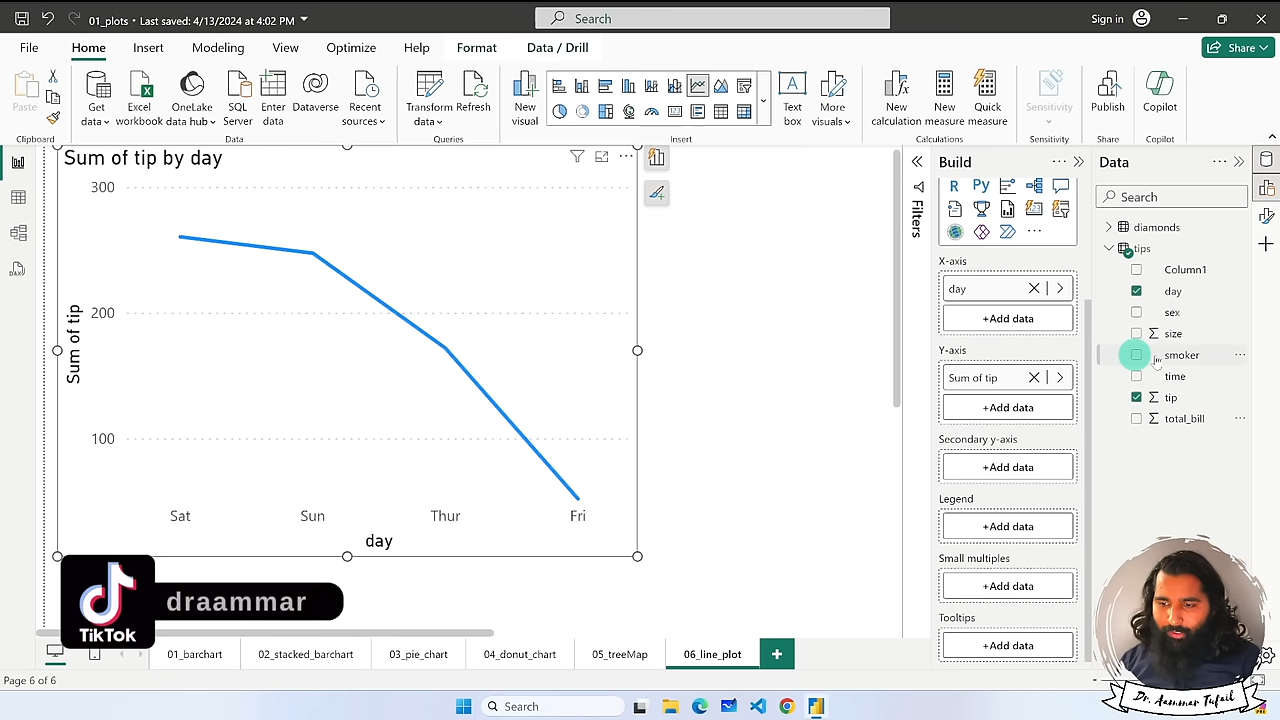 01_plots • Last saved: 4/13/2024 at 4:02 PM
Search
Sign in
File
Home
Insert
Modeling
View
Optimize
Help
Format
Data / Drill
Share
Paste
Get data
Excel workbook
OneLake data hub
SQL Server
Enter data
Dataverse
Recent sources
Transform data
Refresh
New visual
Text box
More visuals
New calculation
New measure
Quick measure
Sensitivity
Publish
Copilot
Clipboard
Data
Queries
Insert
Calculations
Sensitivity
Share
Copilot
Sum of tip by day
300
200
100
Sum of tip
Sat
Sun
Thur
Fri
day
Filters
Build
R
Py
X-axis
day
+Add data
Y-axis
Sum of tip
+Add data
Secondary y-axis
+Add data
Legend
+Add data
Small multiples
+Add data
Tooltips
+Add data
Data
Search
diamonds
tips
Column1
day
sex
size
smoker
time
tip
total_bill
TikTok
draammar
01_barchart
02_stacked_barchart
03_pie_chart
04_donut_chart
05_treeMap
06_line_plot
Page 6 of 6
Search
Dr. Aammar Tufail